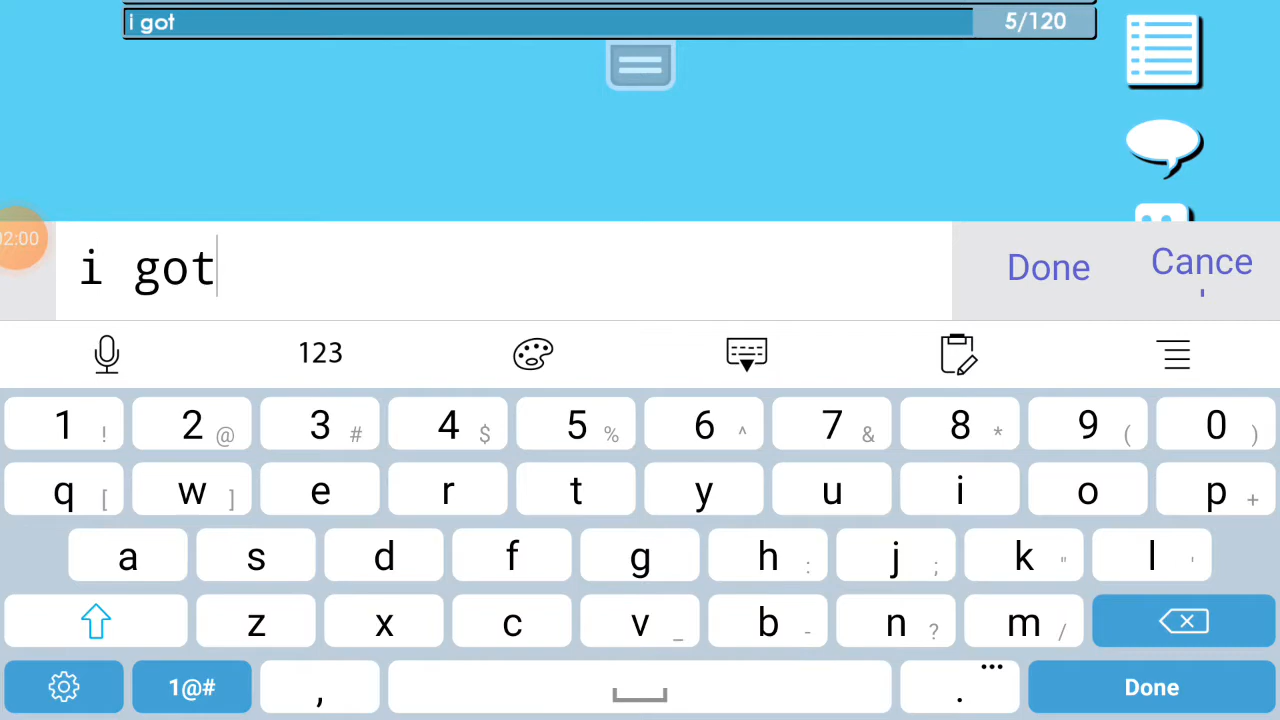 i got 5/120
02:00
i got Done Cancel
123
1 ! 2 @ 3 # 4 $ 5 % 6 ^ 7 & 8 * 9 ( 0 )
q [ w ] e r t y u i o p +
a s d f g h : j ; k " l '
z x c v _ b - n ? m /
1@# , . ... Done